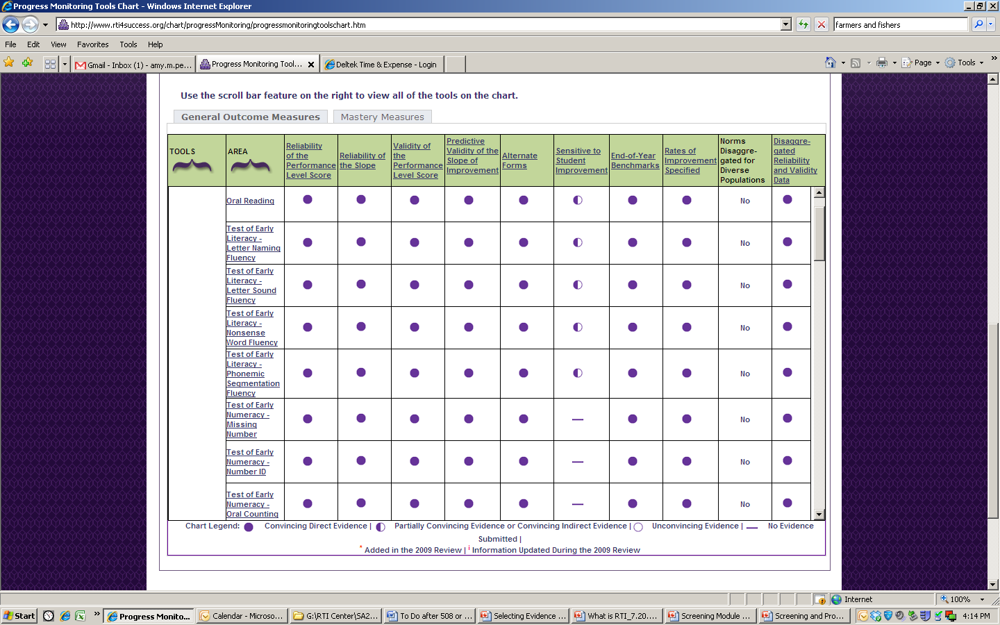 Progress Monitoring Tools Chart - Windows Internet Explorer
http://www.rti4success.org/chart/progressMonitoring/progressmonitoringtoolschart.htm
farmers and fishers
File Edit View Favorites Tools Help
Gmail - Inbox (1) - amy.m.pe... Progress Monitoring Tool... Deltek Time & Expense - Login Page Tools
Use the scroll bar feature on the right to view all of the tools on the chart.
General Outcome Measures Mastery Measures
TOOLS
AREA
Reliability
of the
Performance
Level Score
Reliability of
the Slope
Validity of
the
Performance
Level Score
Predictive
Validity of the
Slope of
Improvement
Alternate
Forms
Sensitive to
Student
Improvement
End-of-Year
Benchmarks
Rates of
Improvement
Specified
Norms
Disaggre-
gated for
Diverse
Populations
Disaggre-
gated
Reliability
and Validity
Data
Oral Reading
No
Test of Early
Literacy -
Letter Naming
Fluency
No
Test of Early
Literacy -
Letter Sound
Fluency
No
Test of Early
Literacy -
Nonsense
Word Fluency
No
Test of Early
Literacy -
Phonemic
Segmentation
Fluency
No
Test of Early
Numeracy -
Missing
Number
No
Test of Early
Numeracy -
Number ID
No
Test of Early
Numeracy -
Oral Counting
No
Chart Legend: Convincing Direct Evidence | Partially Convincing Evidence or Convincing Indirect Evidence | Unconvincing Evidence | No Evidence
Submitted |
* Added in the 2009 Review | i Information Updated During the 2009 Review
Internet 100%
Start Progress Monito... Calendar - Microso... G:\RTI Center\SA2... To Do after 508 or ... Selecting Evidence ... What is RTI_7.20.... Screening Module ... Screening and Pro... 4:14 PM